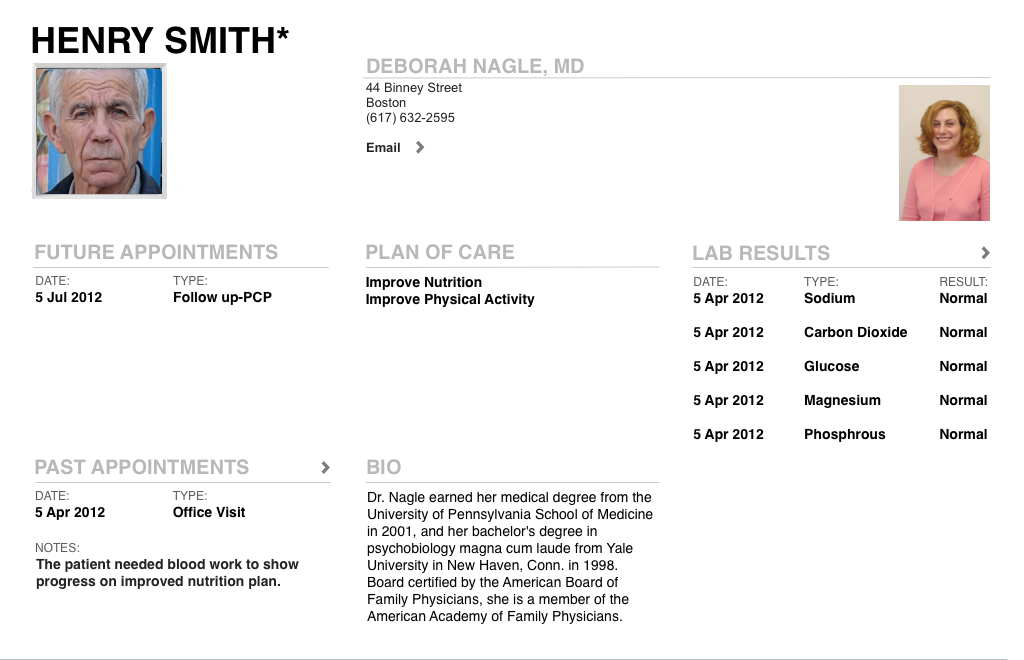 HENRY SMITH*
DEBORAH NAGLE, MD
44 Binney Street
Boston
(617) 632-2595
Email
FUTURE APPOINTMENTS
DATE: TYPE:
5 Jul 2012 Follow up-PCP
PLAN OF CARE
Improve Nutrition
Improve Physical Activity
LAB RESULTS
DATE: TYPE: RESULT:
5 Apr 2012 Sodium Normal
5 Apr 2012 Carbon Dioxide Normal
5 Apr 2012 Glucose Normal
5 Apr 2012 Magnesium Normal
5 Apr 2012 Phosphrous Normal
PAST APPOINTMENTS
DATE: TYPE:
5 Apr 2012 Office Visit
NOTES:
The patient needed blood work to show
progress on improved nutrition plan.
BIO
Dr. Nagle earned her medical degree from the
University of Pennsylvania School of Medicine
in 2001, and her bachelor's degree in
psychobiology magna cum laude from Yale
University in New Haven, Conn. in 1998.
Board certified by the American Board of
Family Physicians, she is a member of the
American Academy of Family Physicians.